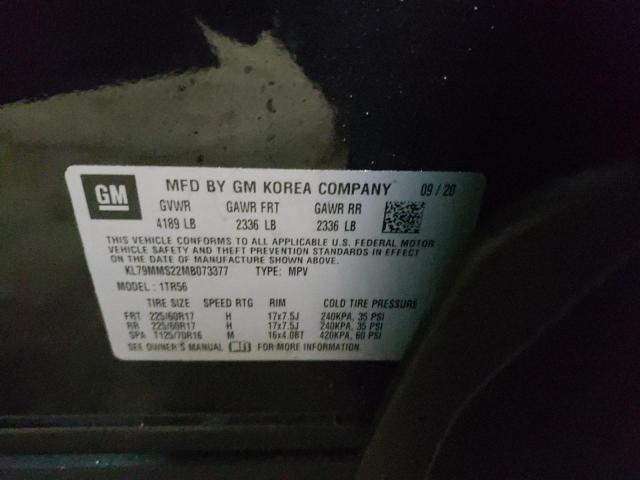 GM MFD BY GM KOREA COMPANY 09/20
GVWR GAWR FRT GAWR RR
4189 LB 2336 LB 2336 LB
THIS VEHICLE CONFORMS TO ALL APPLICABLE U.S. FEDERAL MOTOR
VEHICLE SAFETY AND THEFT PREVENTION STANDARDS IN EFFECT
ON THE DATE OF MANUFACTURE SHOWN ABOVE.
KL79MMS22MB073377 TYPE: MPV
MODEL: 1TR56
TIRE SIZE SPEED RTG RIM COLD TIRE PRESSURE
FRT 225/60R17 H 17x7.5J 240KPA, 35 PSI
RR 225/60R17 H 17x7.5J 240KPA, 35 PSI
SPA T125/70R16 M 16x4.0BT 420KPA, 60 PSI
SEE OWNER'S MANUAL FOR MORE INFORMATION